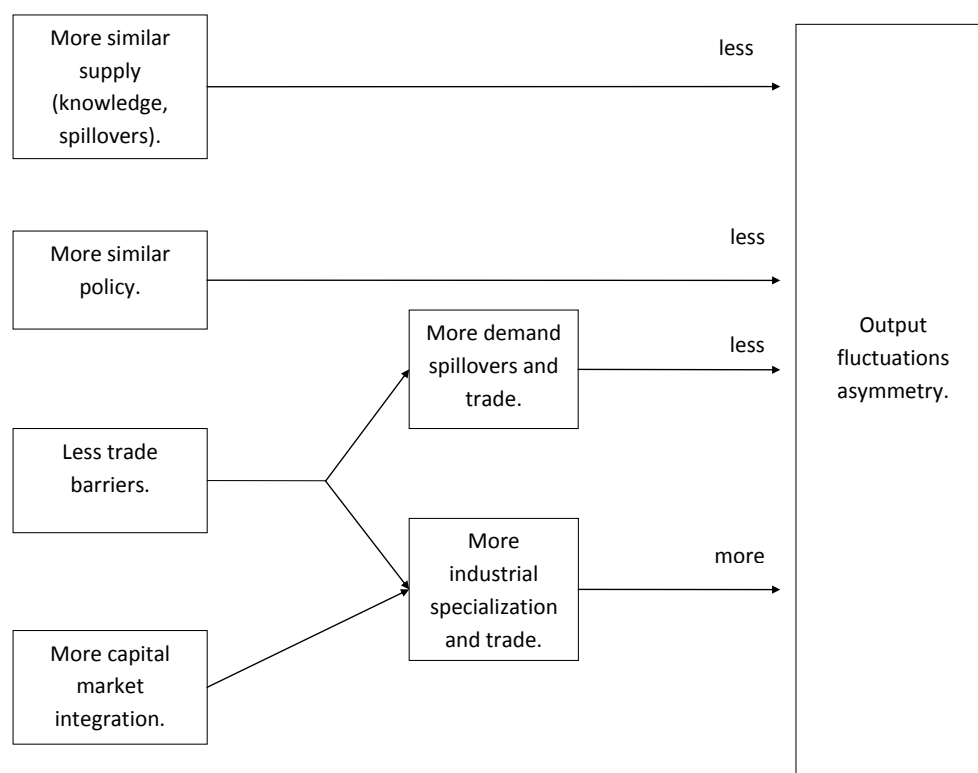 More similar
supply
(knowledge,
spillovers).
less
More similar
policy.
less
More demand
spillovers and
trade.
less
Output
fluctuations
asymmetry.
Less trade
barriers.
More
industrial
specialization
and trade.
more
More capital
market
integration.